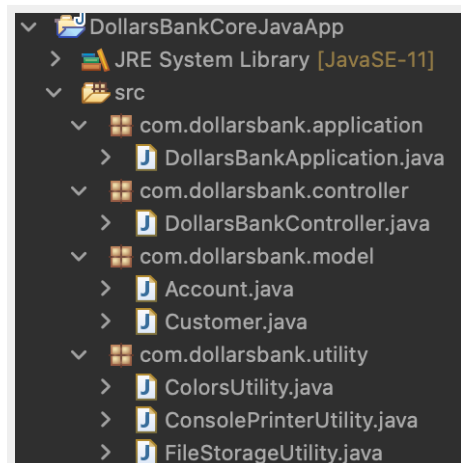 DollarsBankCoreJavaApp
JRE System Library [JavaSE-11]
src
com.dollarsbank.application
DollarsBankApplication.java
com.dollarsbank.controller
DollarsBankController.java
com.dollarsbank.model
Account.java
Customer.java
com.dollarsbank.utility
ColorsUtility.java
ConsolePrinterUtility.java
FileStorageUtility.java